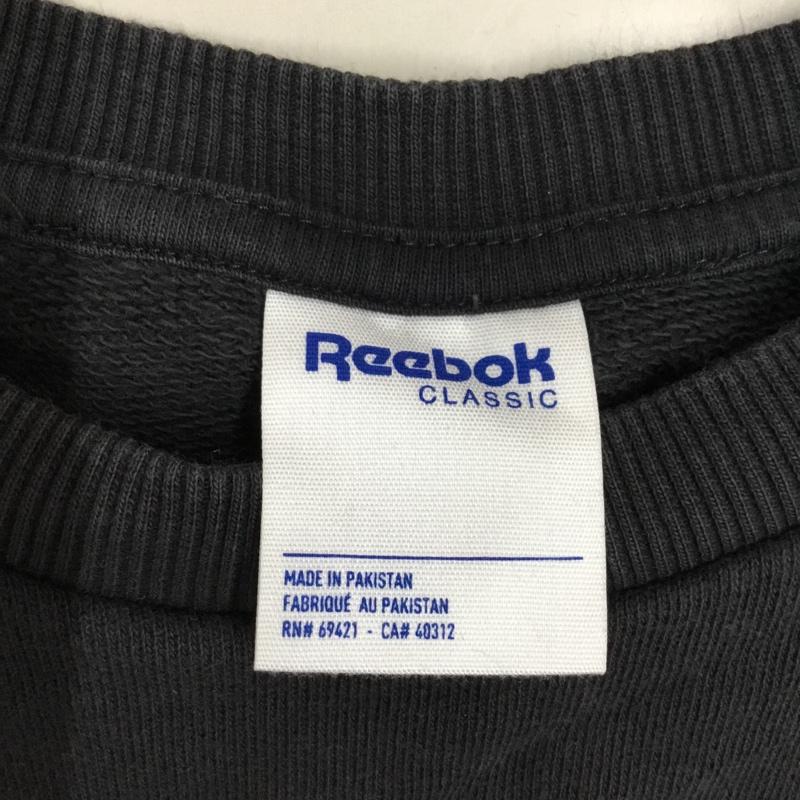 Reebok
CLASSIC
MADE IN PAKISTAN
FABRIQUÉ AU PAKISTAN
RN# 69421 - CA# 40312